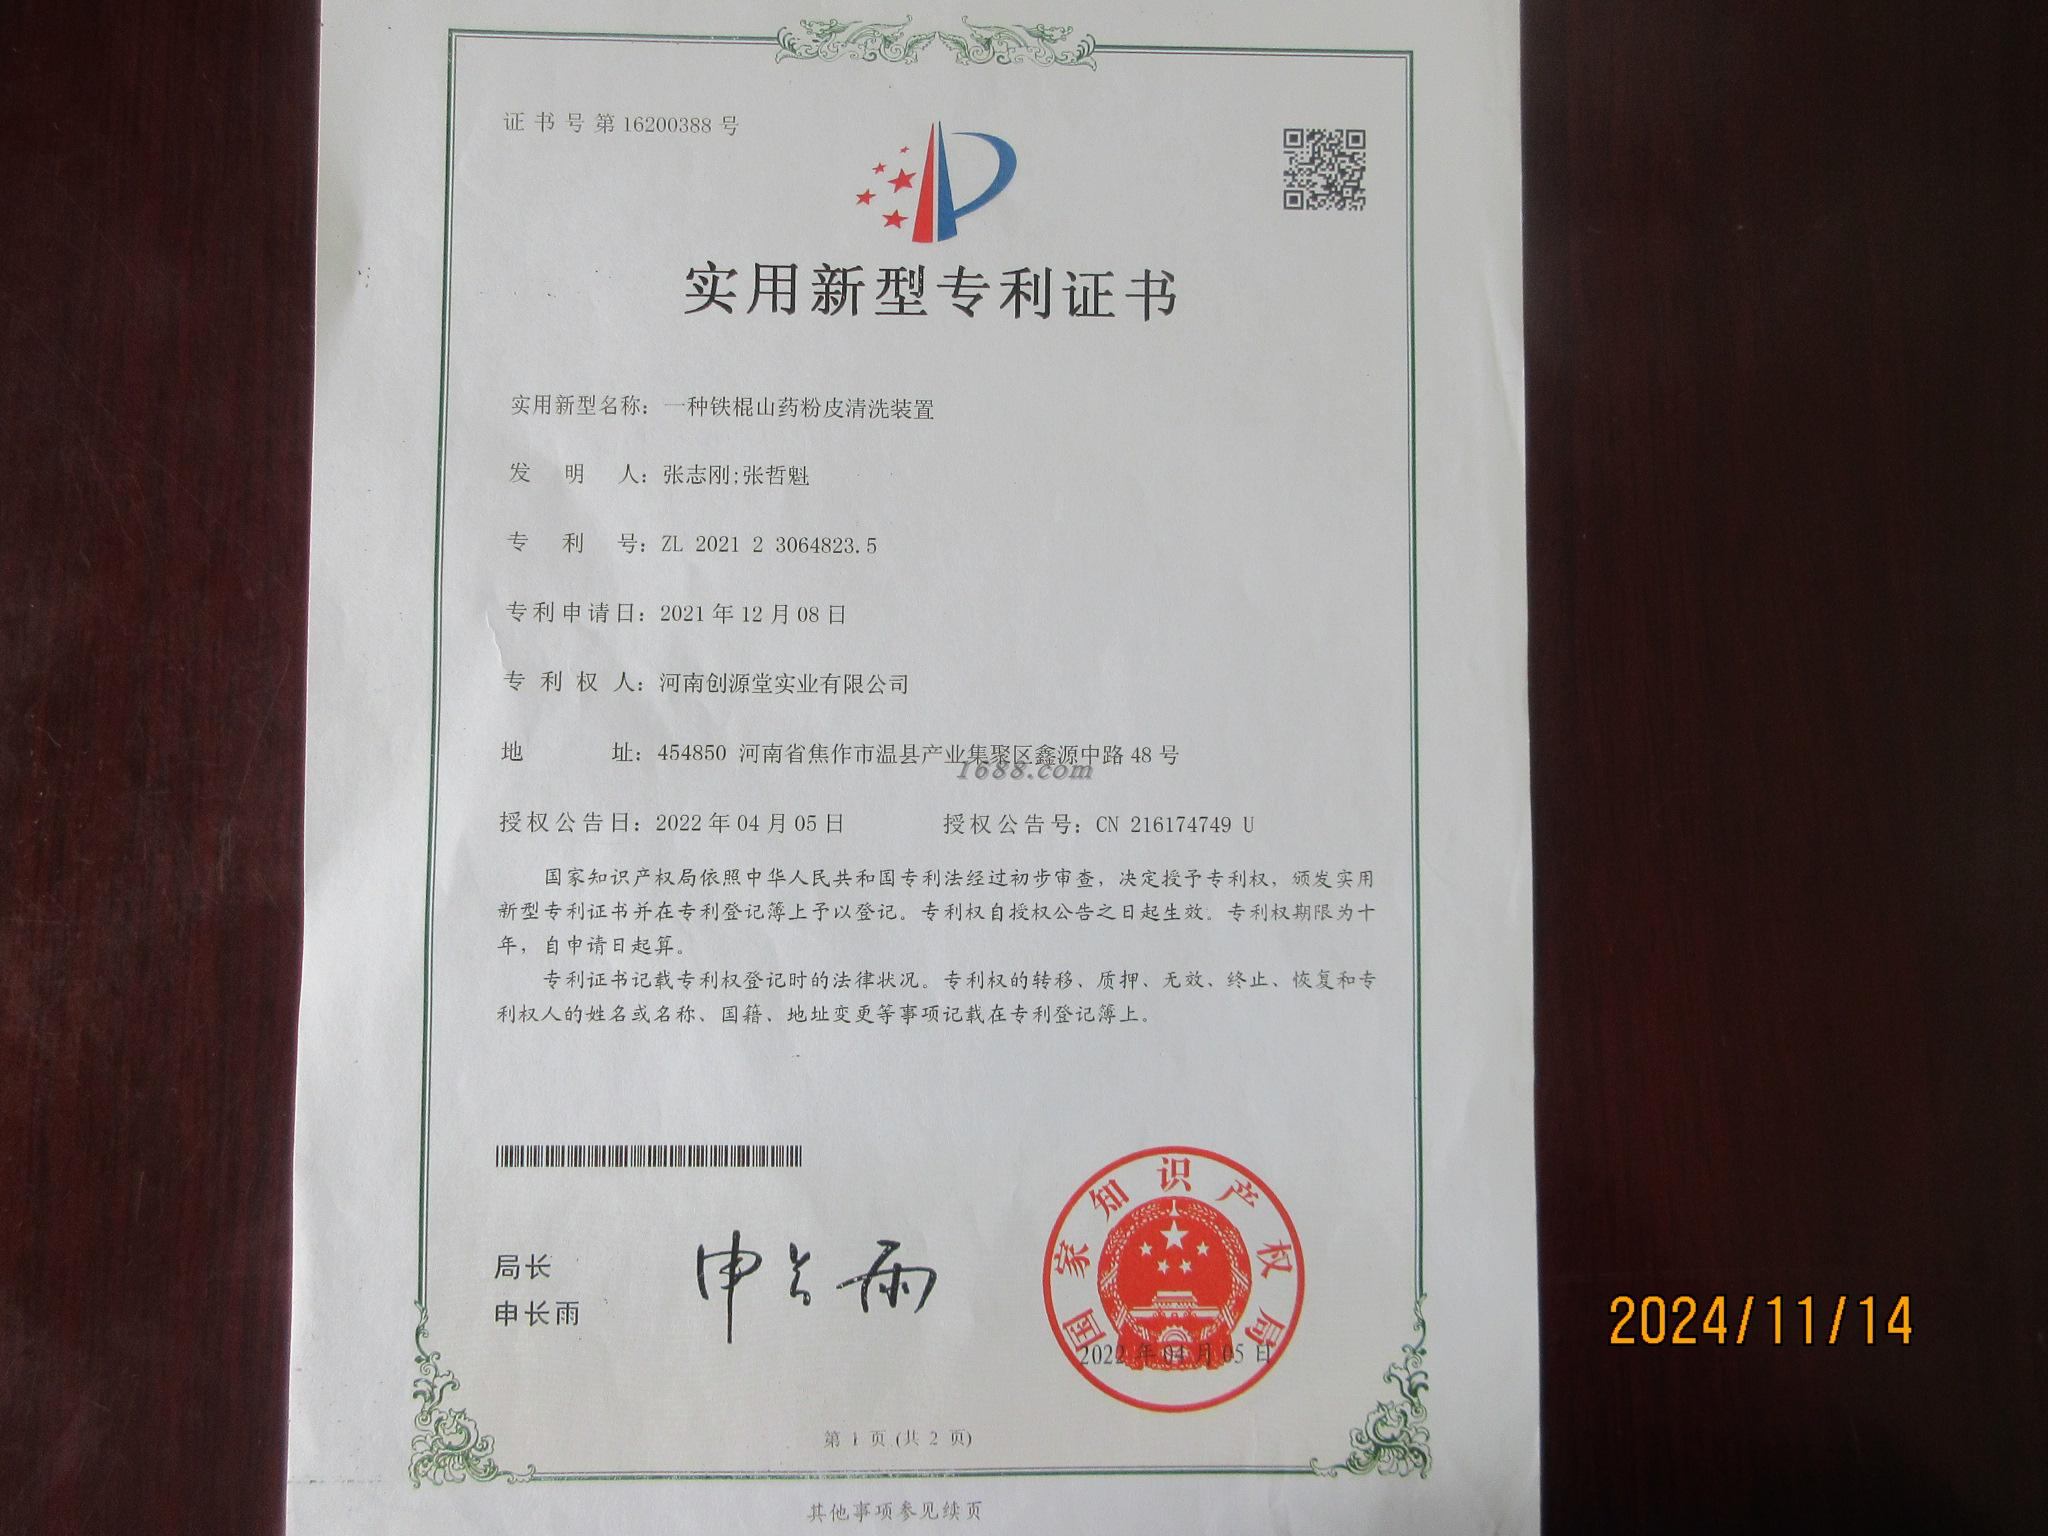 证书号第16200388号
实用新型专利证书
实用新型名称：一种铁棍山药粉皮清洗装置
发明人：张志刚;张哲魁
专利号：ZL 2021 2 3064823.5
专利申请日：2021年12月08日
专利权人：河南创源堂实业有限公司
地址：454850 河南省焦作市温县产业集聚区鑫源中路48号
1688.com
授权公告日：2022年04月05日 授权公告号：CN 216174749 U
国家知识产权局依照中华人民共和国专利法经过初步审查，决定授予专利权，颁发实用
新型专利证书并在专利登记簿上予以登记。专利权自授权公告之日起生效。专利权期限为十
年，自申请日起算。
专利证书记载专利权登记时的法律状况。专利权的转移、质押、无效、终止、恢复和专
利权人的姓名或名称、国籍、地址变更等事项记载在专利登记簿上。
局长
申长雨
申长雨
国家知识产权局
2022年04月05日
2024/11/14
第 1 页 (共 2 页)
其他事项参见续页